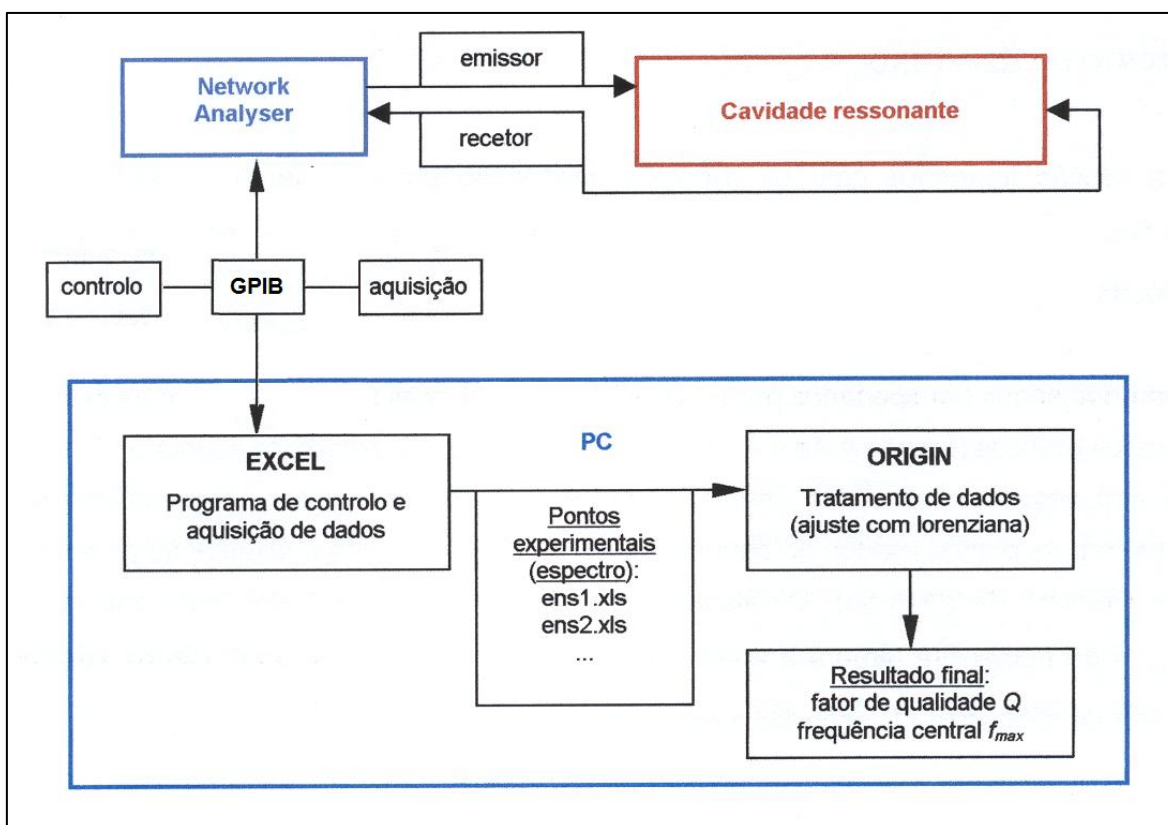 emissor
Network
Analyser
Cavidade ressonante
recetor
controlo
GPIB
aquisição
PC
EXCEL
Programa de controlo e
aquisição de dados
Pontos
experimentais
(espectro):
ens1.xls
ens2.xls
...
ORIGIN
Tratamento de dados
(ajuste com lorenziana)
Resultado final:
fator de qualidade Q
frequência central fmax